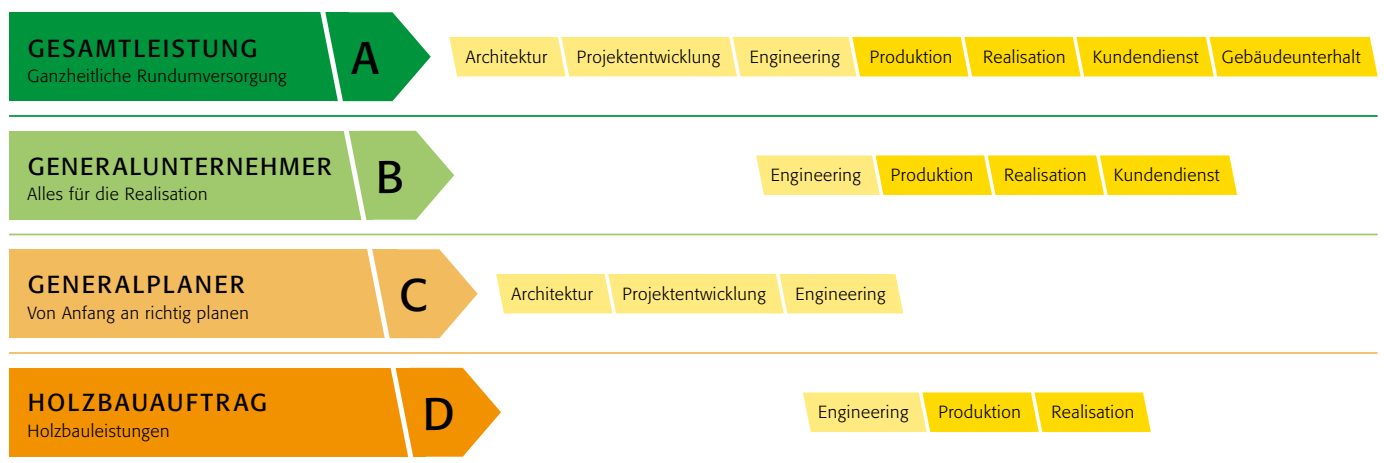 GESAMTLEISTUNG
Ganzheitliche Rundumversorgung
A
Architektur Projektentwicklung Engineering Produktion Realisation Kundendienst Gebäudeunterhalt
GENERALUNTERNEHMER
Alles für die Realisation
B
Engineering Produktion Realisation Kundendienst
GENERALPLANER
Von Anfang an richtig planen
C
Architektur Projektentwicklung Engineering
HOLZBAUAUFTRAG
Holzbauleistungen
D
Engineering Produktion Realisation